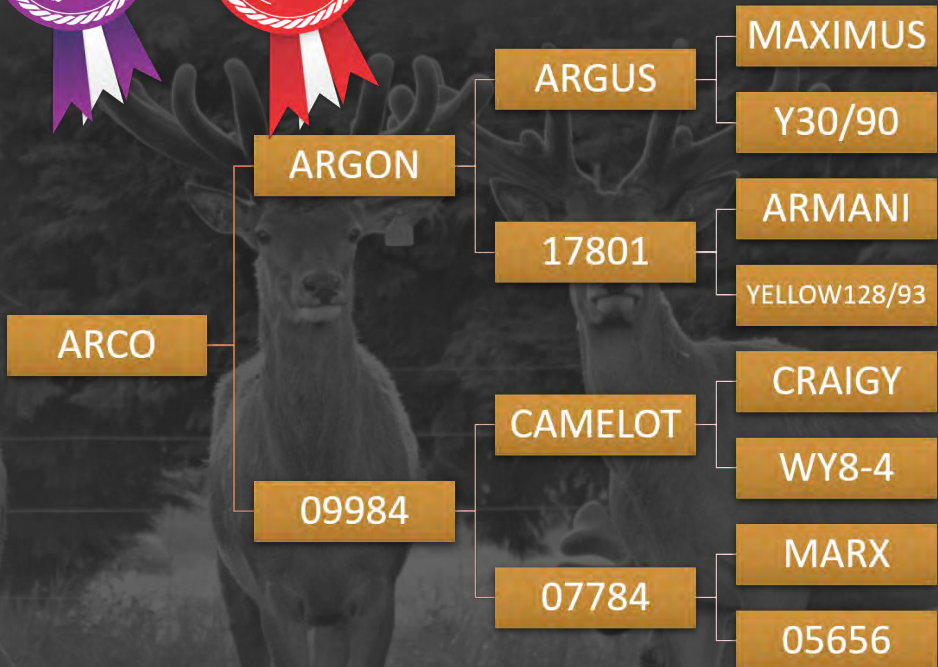 MAXIMUS
ARGUS
Y30/90
ARGON
ARMANI
17801
YELLOW128/93
ARCO
CRAIGY
CAMELOT
WY8-4
09984
MARX
07784
05656